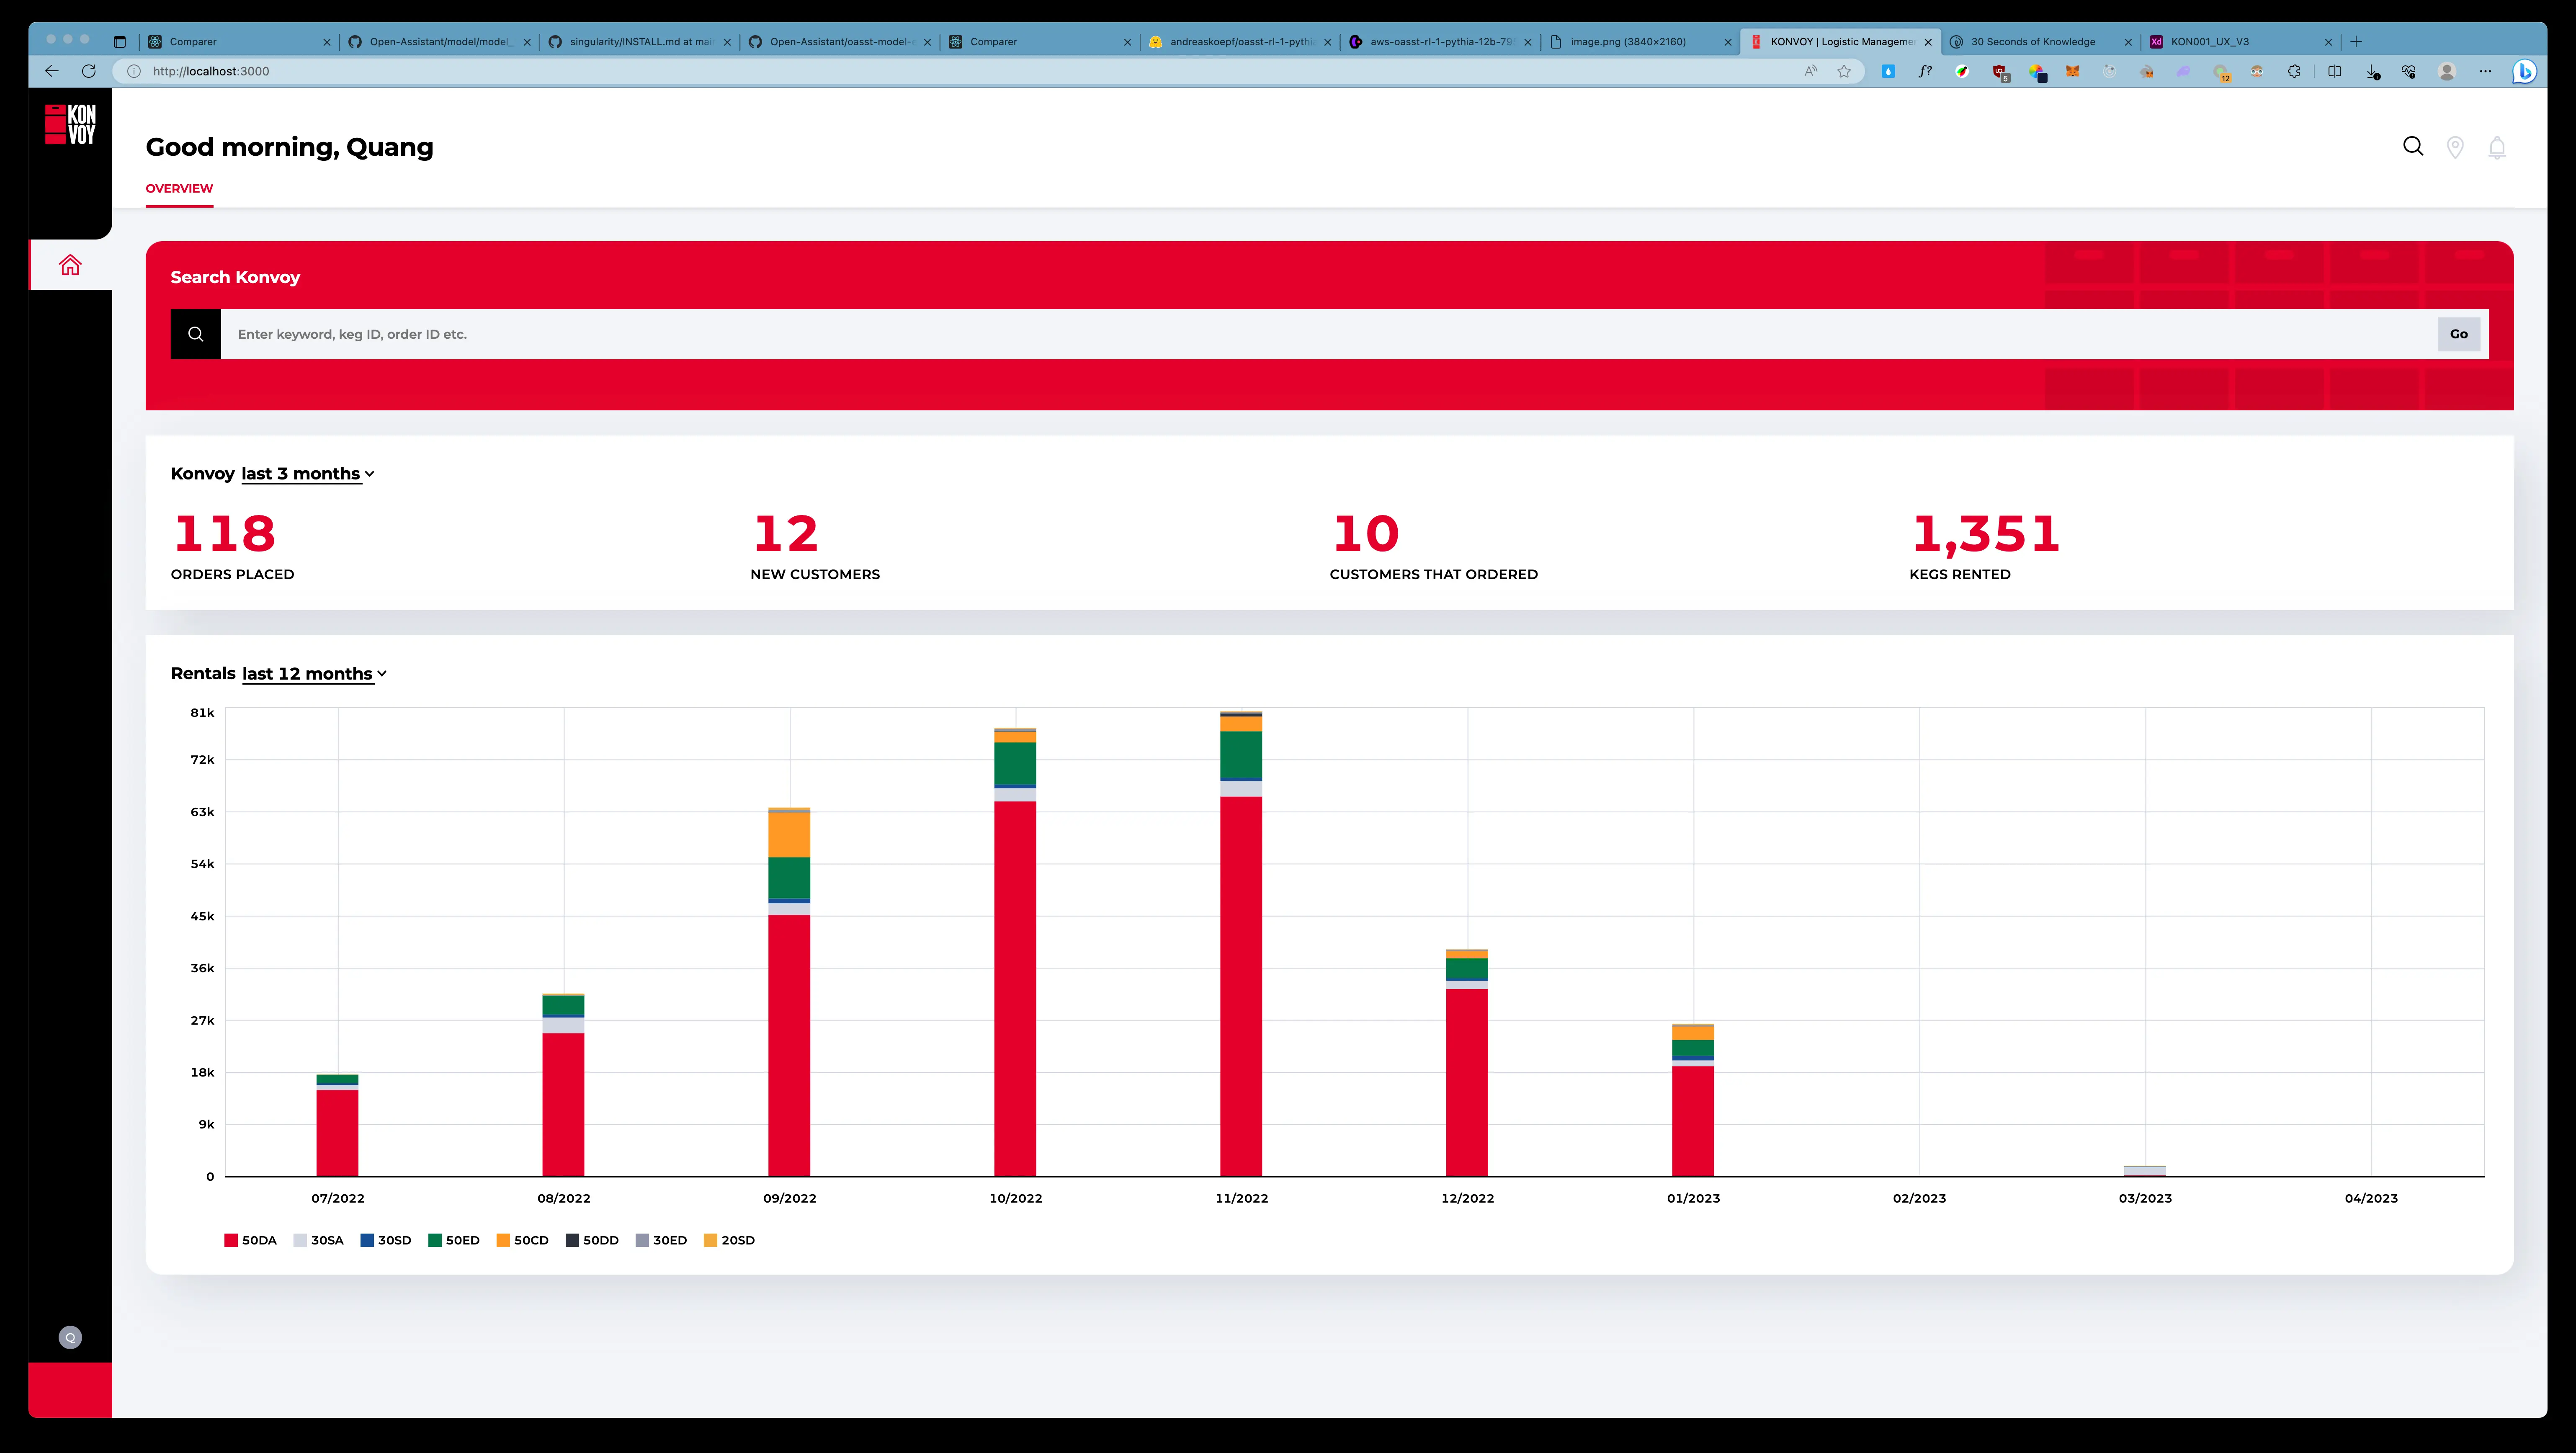 Comparer
Open-Assistant/model/model_
singularity/INSTALL.md at mai
Open-Assistant/oasst-model-
Comparer
andreaskoepf/oasst-rl-1-pythi
aws-oasst-rl-1-pythia-12b-79
image.png (3840×2160)
KONVOY | Logistic Manageme
30 Seconds of Knowledge
KON001_UX_V3
http://localhost:3000
5
12
KON
VOY
Good morning, Quang
OVERVIEW
Search Konvoy
Enter keyword, keg ID, order ID etc.
Go
Konvoy last 3 months
118
ORDERS PLACED
12
NEW CUSTOMERS
10
CUSTOMERS THAT ORDERED
1,351
KEGS RENTED
Rentals last 12 months
81k
72k
63k
54k
45k
36k
27k
18k
9k
0
07/2022 08/2022 09/2022 10/2022 11/2022 12/2022 01/2023 02/2023 03/2023 04/2023
50DA 30SA 30SD 50ED 50CD 50DD 30ED 20SD
Q